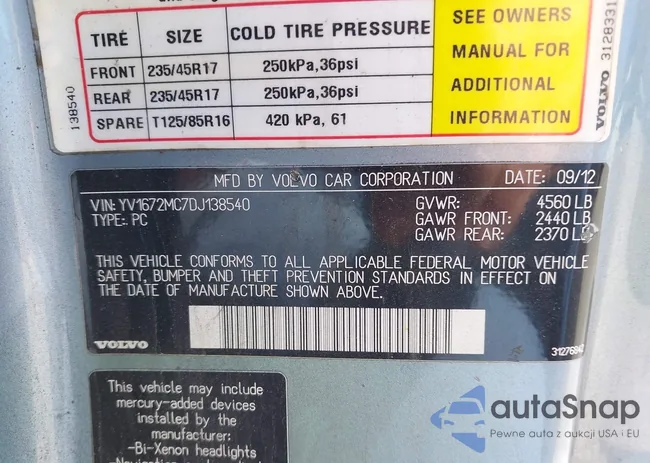 TIRE SIZE COLD TIRE PRESSURE
FRONT 235/45R17 250kPa,36psi
REAR 235/45R17 250kPa,36psi
SPARE T125/85R16 420 kPa, 61
SEE OWNERS
MANUAL FOR
ADDITIONAL
INFORMATION
138540
VOLVO 3128331
MFD BY VOLVO CAR CORPORATION DATE: 09/12
VIN: YV1672MC7DJ138540 GVWR: 4560 LB
TYPE: PC GAWR FRONT: 2440 LB
GAWR REAR: 2370 LB
THIS VEHICLE CONFORMS TO ALL APPLICABLE FEDERAL MOTOR VEHICLE
SAFETY, BUMPER AND THEFT PREVENTION STANDARDS IN EFFECT ON
THE DATE OF MANUFACTURE SHOWN ABOVE.
VOLVO
This vehicle may include
mercury-added devices
installed by the
manufacturer:
-Bi-Xenon headlights
autaSnap
Pewne auta z aukcji USA i EU